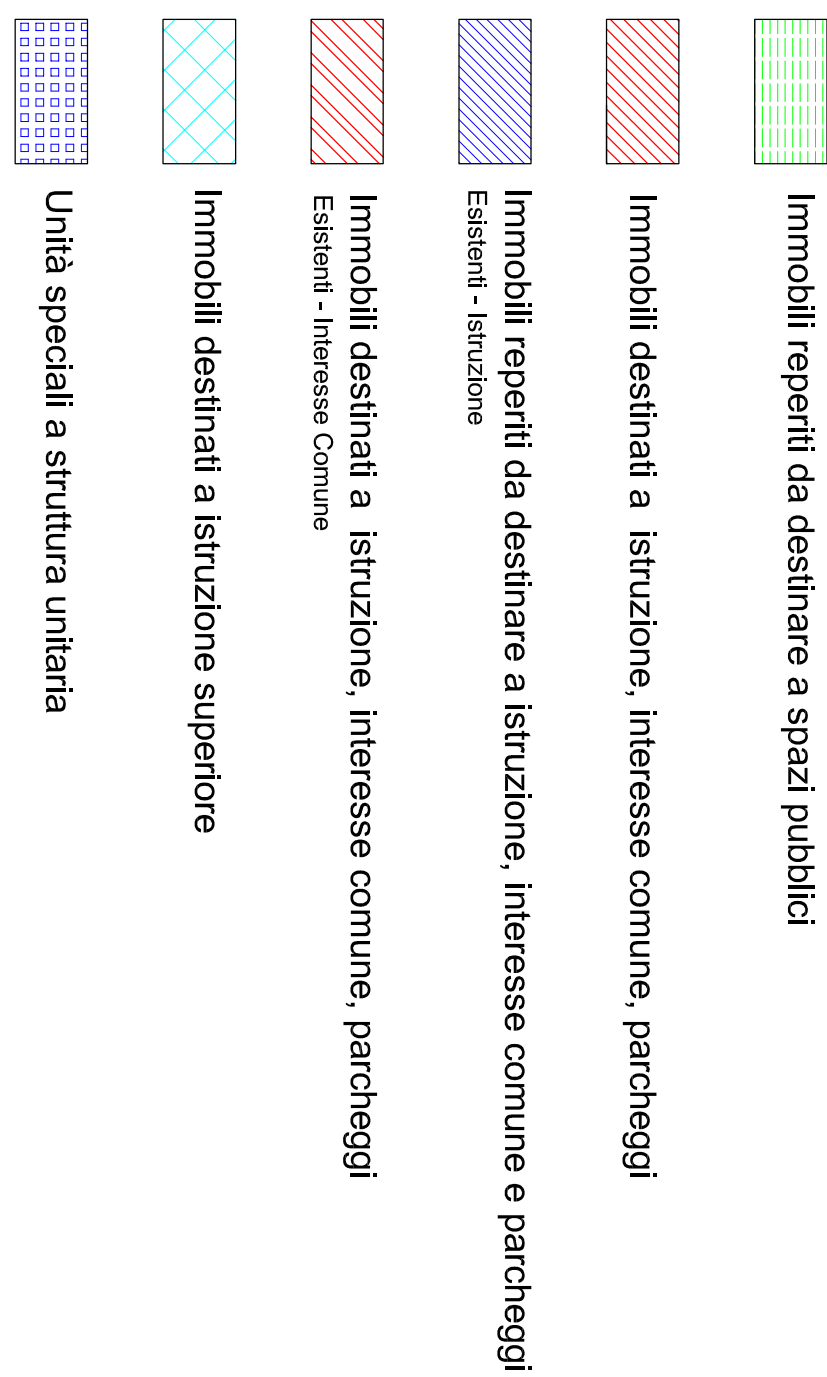 Immobili reperiti da destinare a spazi pubblici
Immobili destinati a  istruzione, interesse comune, parcheggi
Immobili reperiti da destinare a istruzione, interesse comune e parcheggi
Esistenti - Istruzione
Immobili destinati a  istruzione, interesse comune, parcheggi
Esistenti - Interesse Comune
Immobili destinati a istruzione superiore
Unità speciali a struttura unitaria